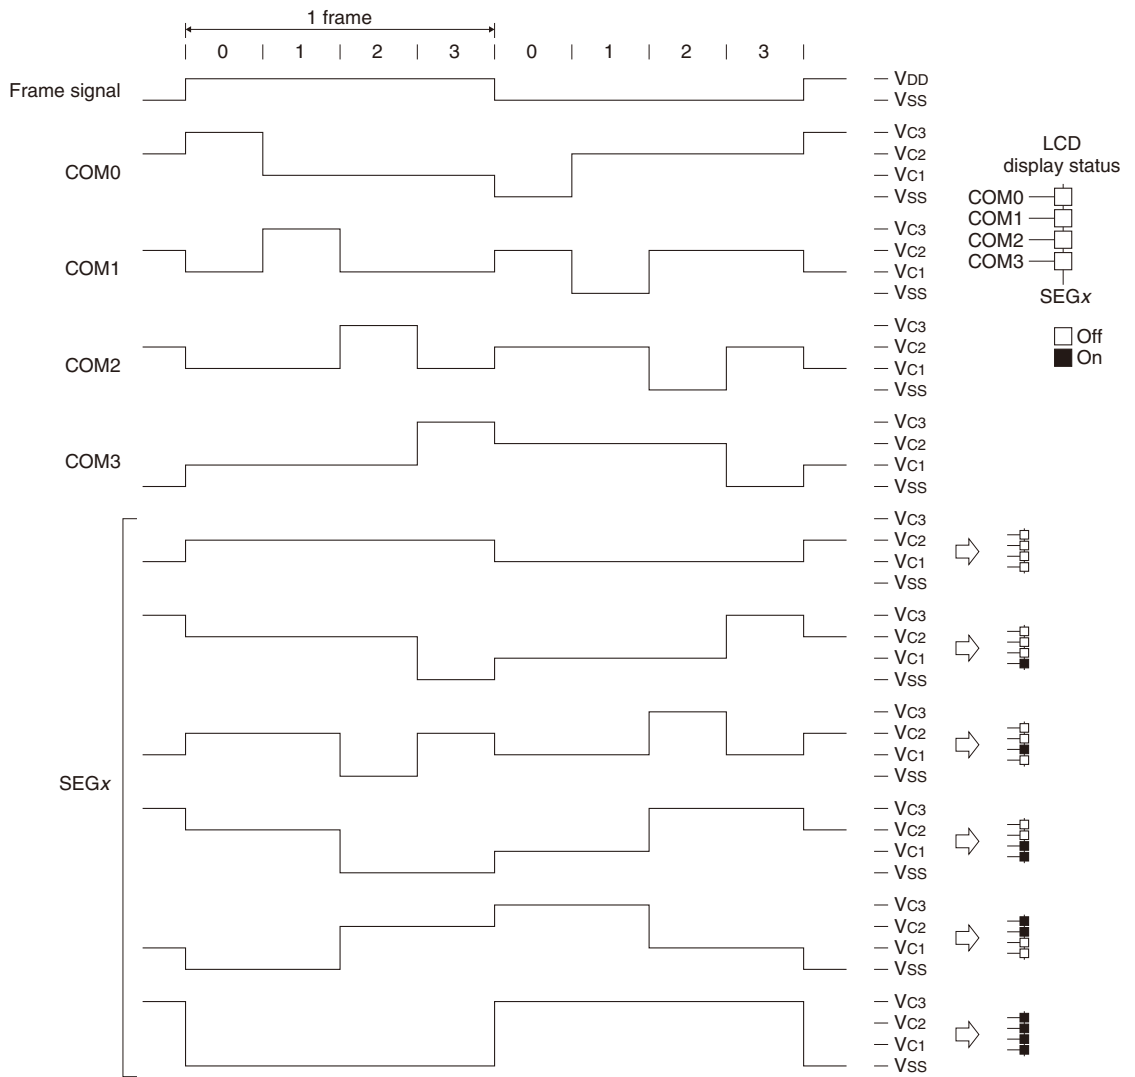 1 frame
0 1 2 3 0 1 2 3
Frame signal
VDD
VSS
COM0
VC3
VC2
VC1
VSS
LCD
display status
COM0
COM1
COM2
COM3
SEGx
Off
On
COM1
VC3
VC2
VC1
VSS
COM2
VC3
VC2
VC1
VSS
COM3
VC3
VC2
VC1
VSS
SEGx
VC3
VC2
VC1
VSS
VC3
VC2
VC1
VSS
VC3
VC2
VC1
VSS
VC3
VC2
VC1
VSS
VC3
VC2
VC1
VSS
VC3
VC2
VC1
VSS